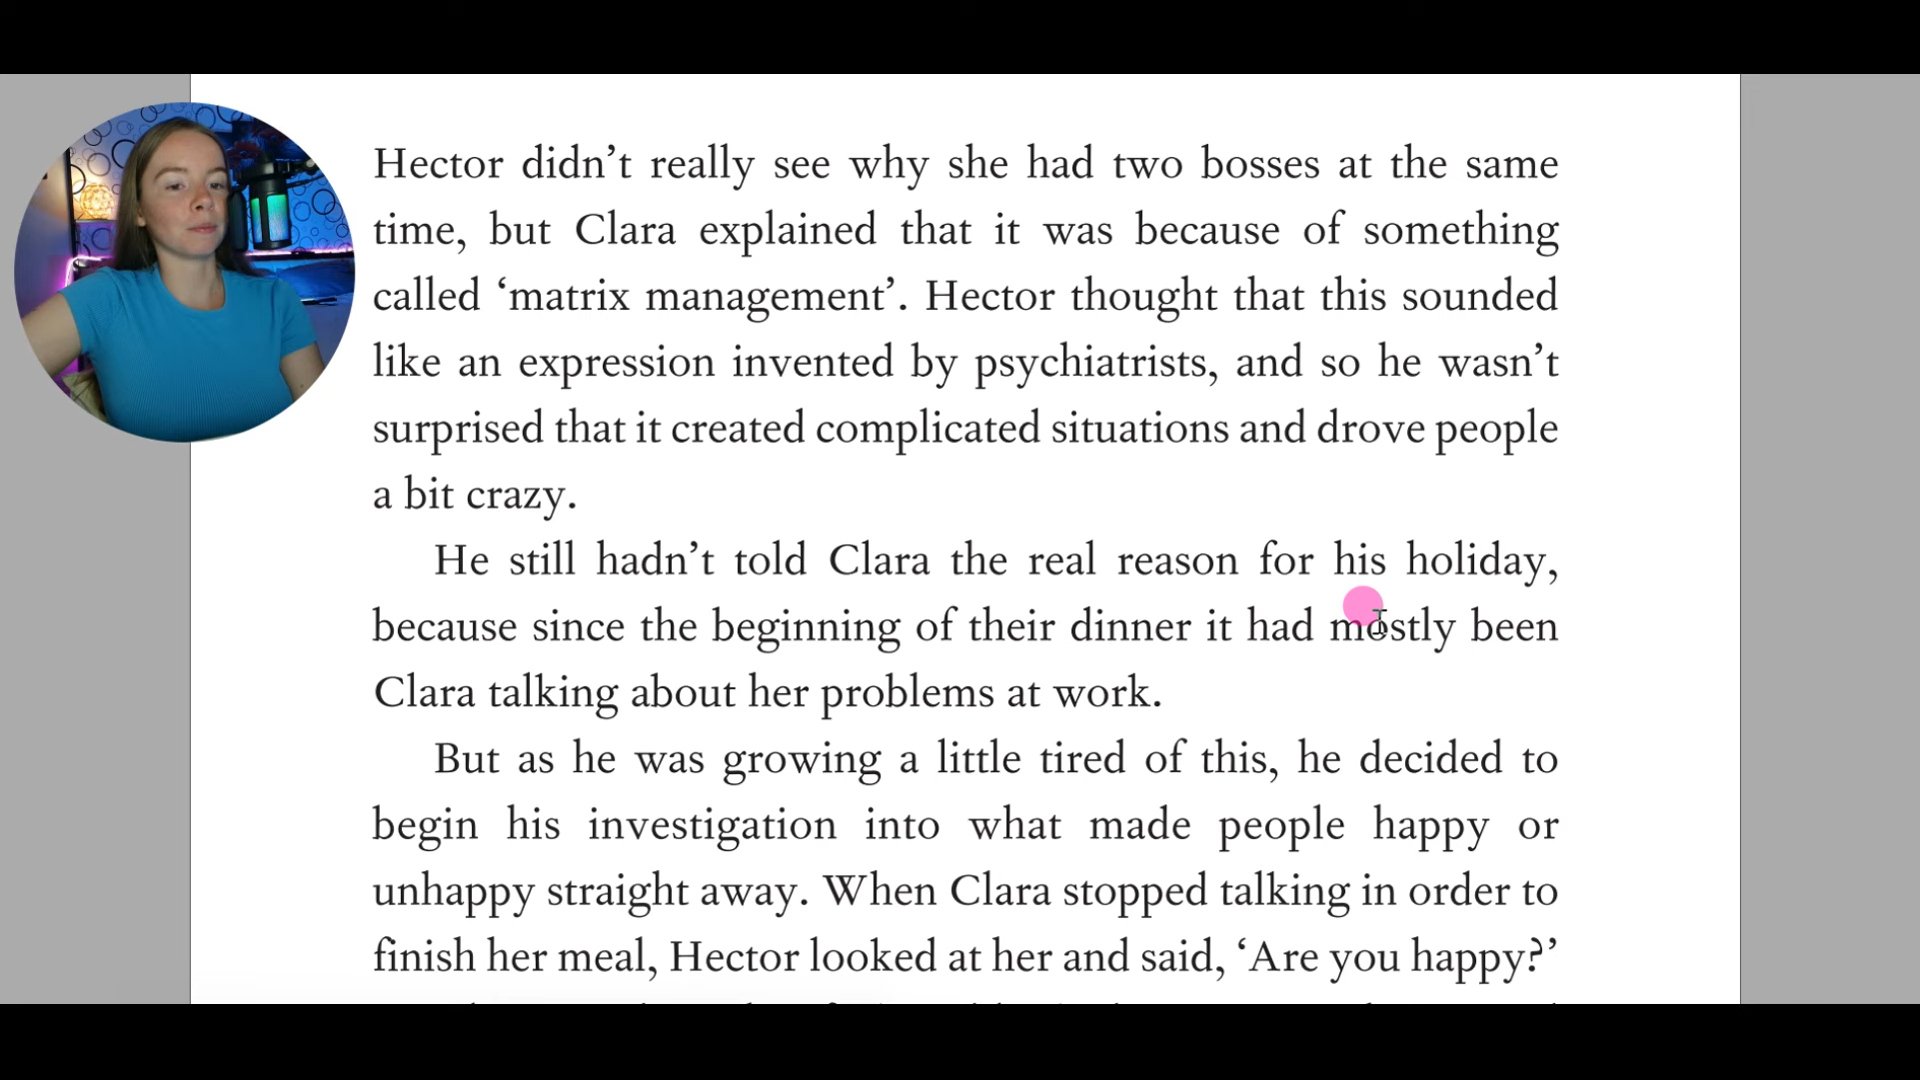 Hector didn’t really see why she had two bosses at the same
time, but Clara explained that it was because of something
called ‘matrix management’. Hector thought that this sounded
like an expression invented by psychiatrists, and so he wasn’t
surprised that it created complicated situations and drove people
a bit crazy.
He still hadn’t told Clara the real reason for his holiday,
because since the beginning of their dinner it had mostly been
Clara talking about her problems at work.
But as he was growing a little tired of this, he decided to
begin his investigation into what made people happy or
unhappy straight away. When Clara stopped talking in order to
finish her meal, Hector looked at her and said, ‘Are you happy?’